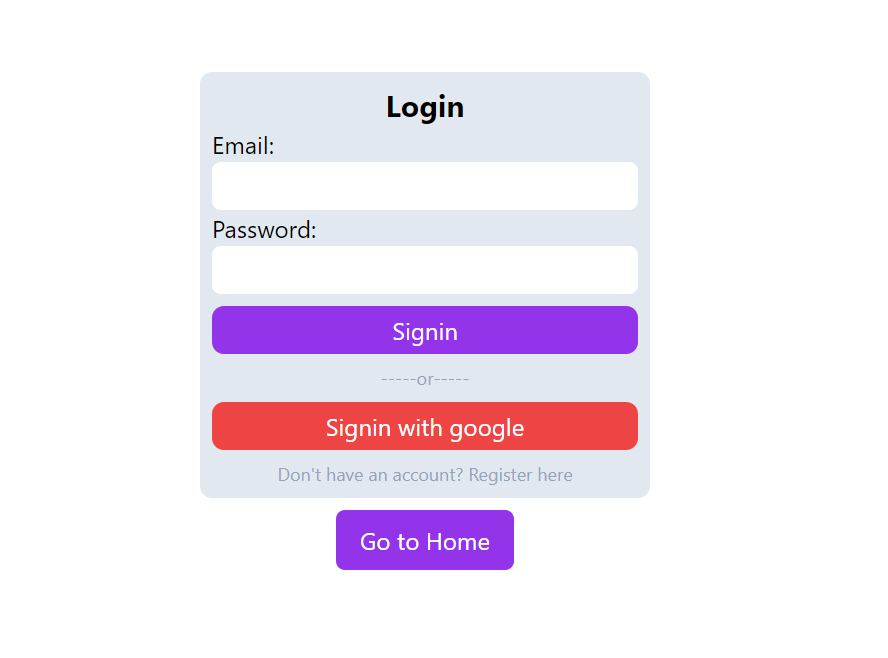 Login
Email:
Password:
Signin
-----or-----
Signin with google
Don't have an account? Register here
Go to Home